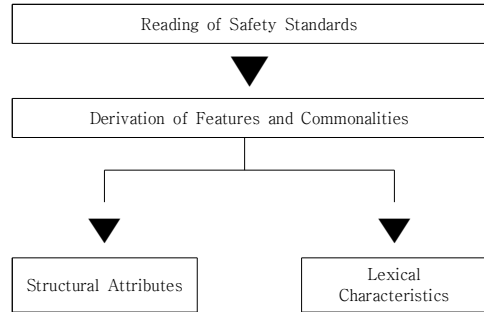 Reading of Safety Standards
Derivation of Features and Commonalities
Structural Attributes
Lexical
Characteristics